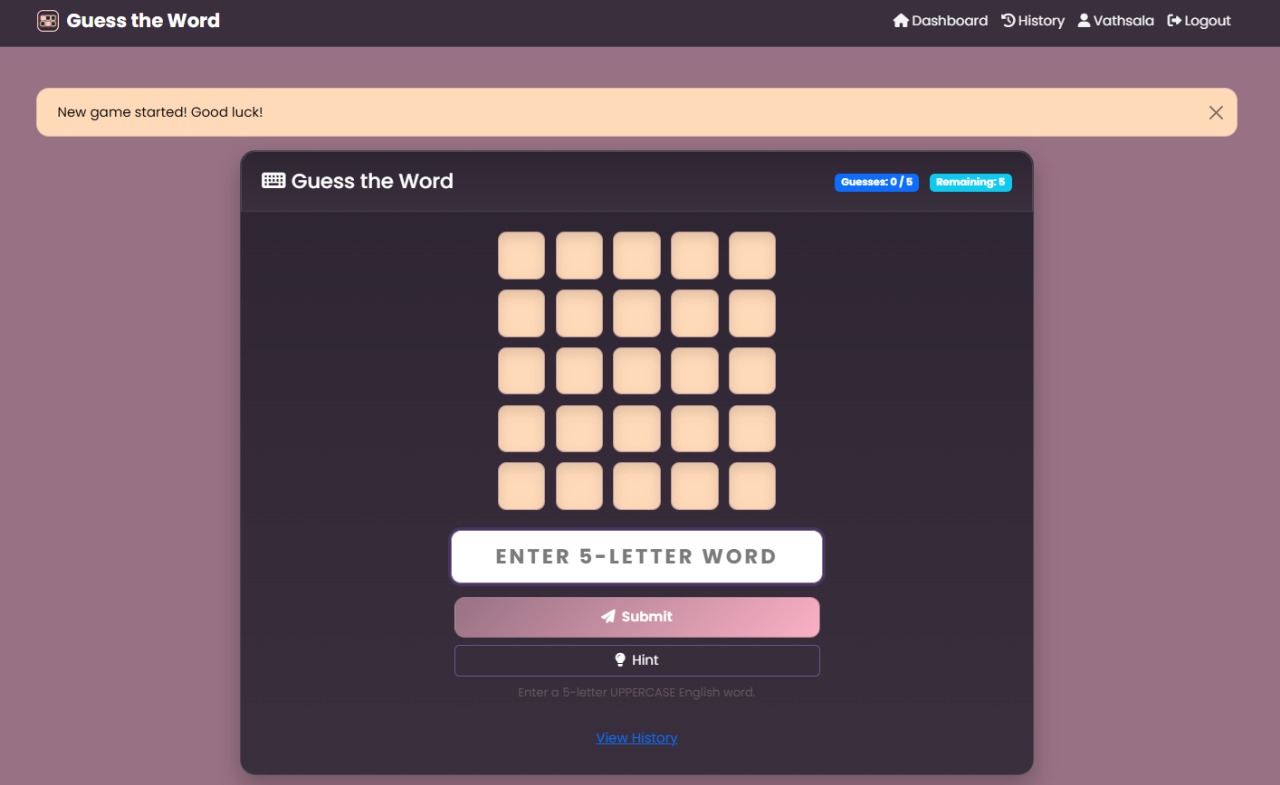 Guess the Word
Dashboard History Vathsala Logout
New game started! Good luck!
Guess the Word
Guesses: 0 / 5 Remaining: 5
ENTER 5-LETTER WORD
Submit
Hint
Enter a 5-letter UPPERCASE English word.
View History